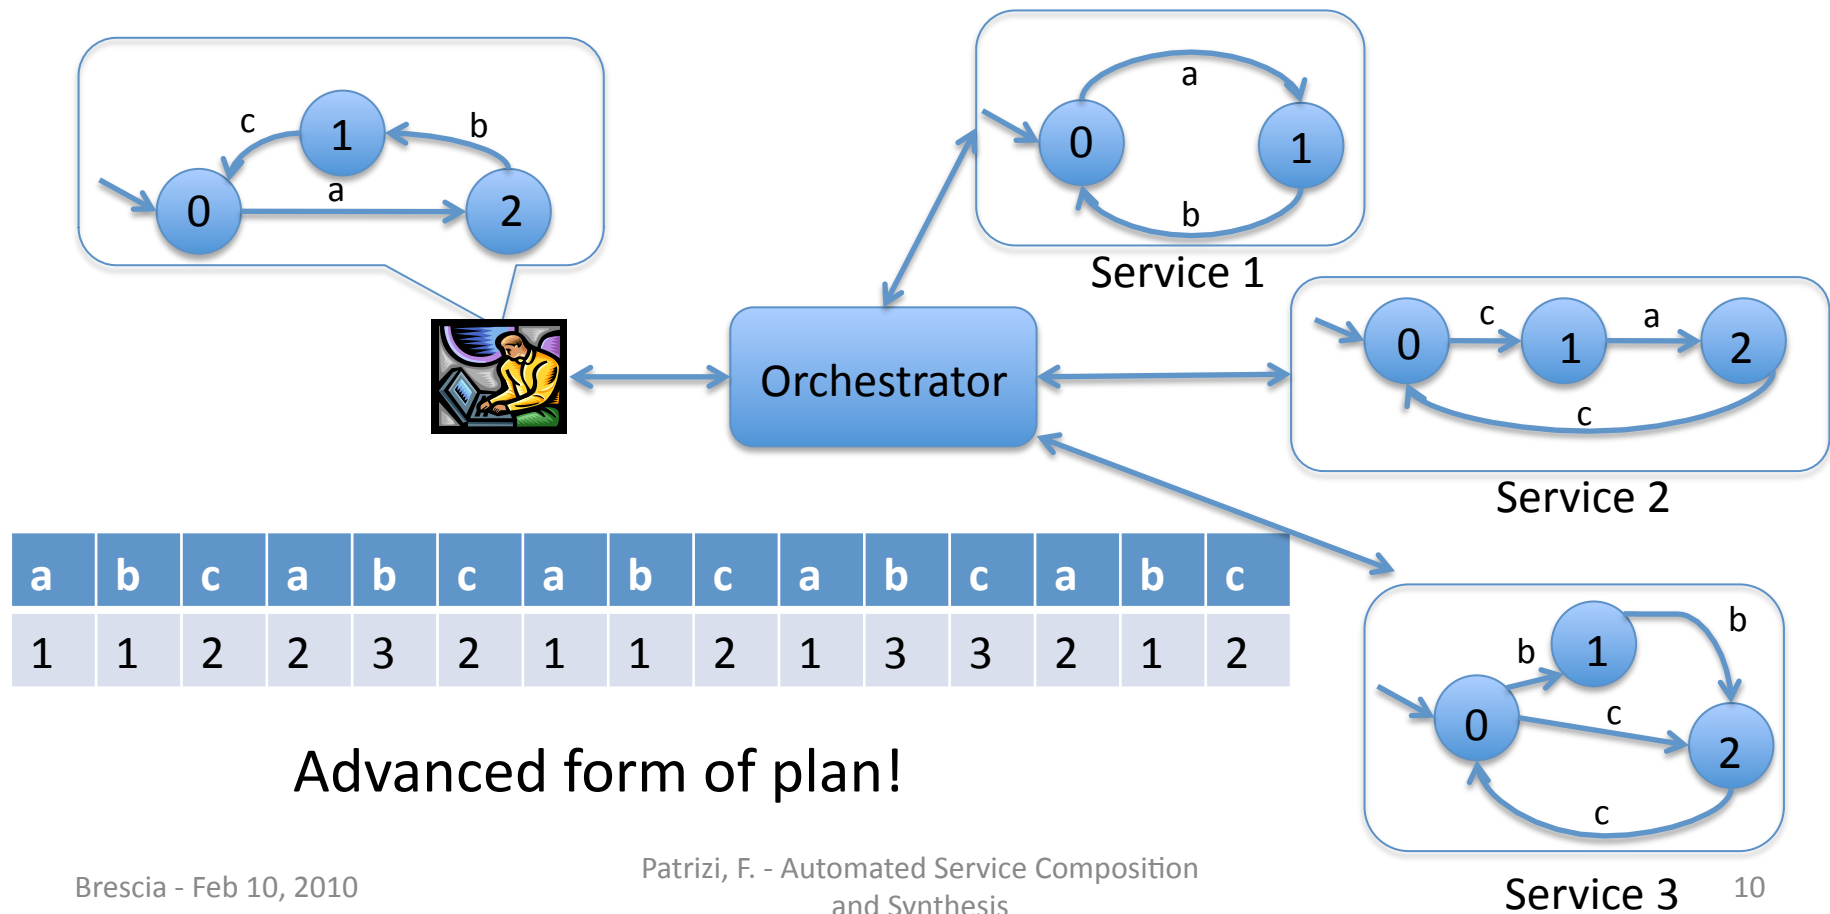 c
1
b
0
a
2
a
0
1
b
Service 1
Orchestrator
0
c
1
a
2
c
Service 2
a b c a b c a b c a b c a b c
1 1 2 2 3 2 1 1 2 1 3 3 2 1 2
b
1
b
0
c
2
c
Service 3
Advanced form of plan!
Brescia - Feb 10, 2010
Patrizi, F. - Automated Service Composition
and Synthesis
10